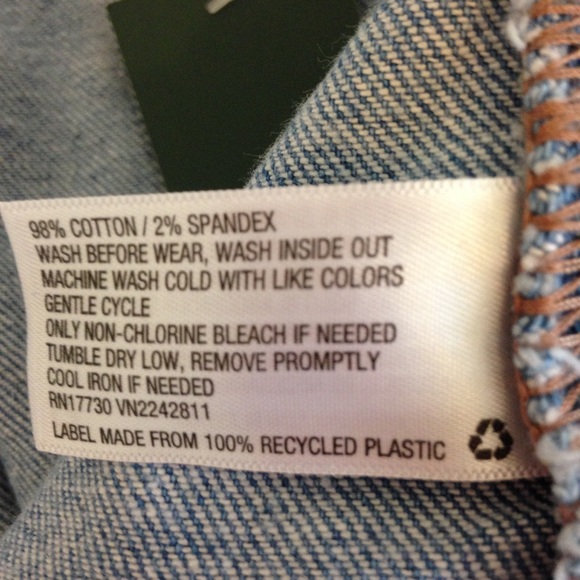 98% COTTON / 2% SPANDEX
WASH BEFORE WEAR, WASH INSIDE OUT
MACHINE WASH COLD WITH LIKE COLORS
GENTLE CYCLE
ONLY NON-CHLORINE BLEACH IF NEEDED
TUMBLE DRY LOW, REMOVE PROMPTLY
COOL IRON IF NEEDED
RN17730 VN2242811
LABEL MADE FROM 100% RECYCLED PLASTIC